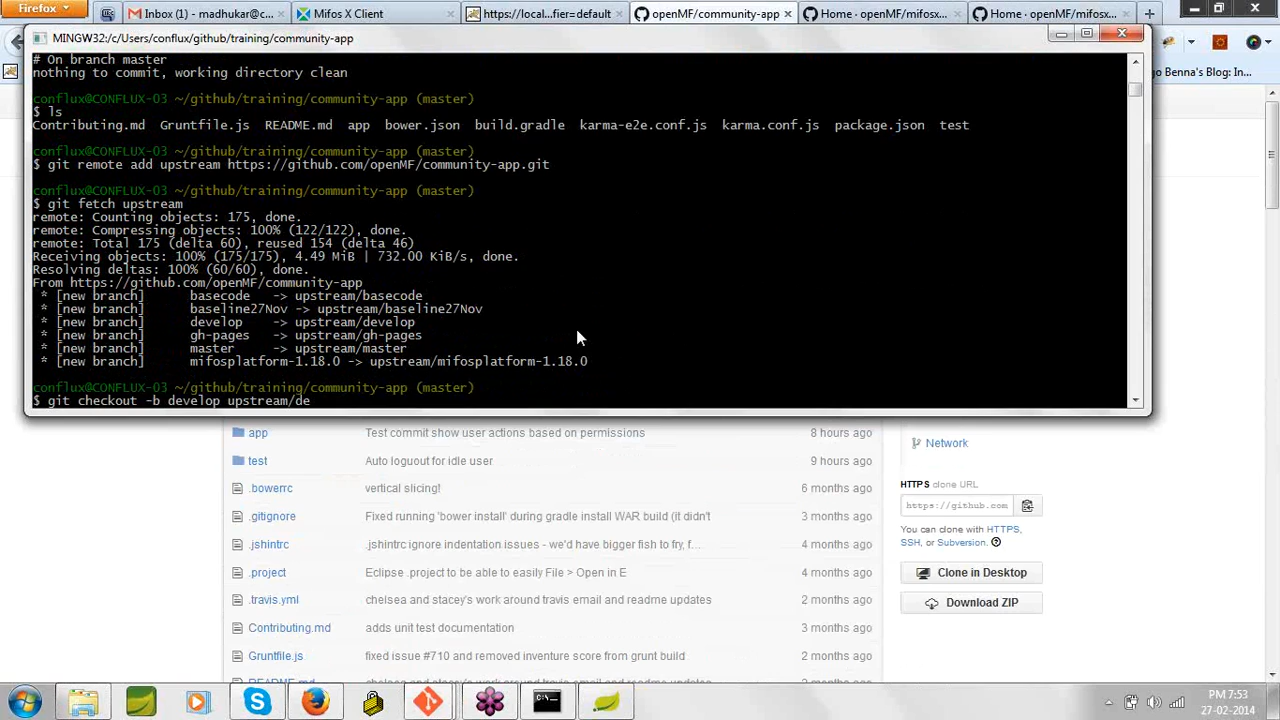 Firefox
Inbox (1) - madhukar@c...
Mifos X Client
https://local...fier=default
openMF/community-app
Home · openMF/mifosx...
Home · openMF/mifosx...
MINGW32:/c/Users/conflux/github/training/community-app
# On branch master
nothing to commit, working directory clean
conflux@CONFLUX-03 ~/github/training/community-app (master)
$ ls
Contributing.md  Gruntfile.js  README.md  app  bower.json  build.gradle  karma-e2e.conf.js  karma.conf.js  package.json  test
conflux@CONFLUX-03 ~/github/training/community-app (master)
$ git remote add upstream https://github.com/openMF/community-app.git
conflux@CONFLUX-03 ~/github/training/community-app (master)
$ git fetch upstream
remote: Counting objects: 175, done.
remote: Compressing objects: 100% (122/122), done.
remote: Total 175 (delta 60), reused 154 (delta 46)
Receiving objects: 100% (175/175), 4.49 MiB | 732.00 KiB/s, done.
Resolving deltas: 100% (60/60), done.
From https://github.com/openMF/community-app
* [new branch]      basecode   -> upstream/basecode
* [new branch]      baseline27Nov -> upstream/baseline27Nov
* [new branch]      develop    -> upstream/develop
* [new branch]      gh-pages   -> upstream/gh-pages
* [new branch]      master     -> upstream/master
* [new branch]      mifosplatform-1.18.0 -> upstream/mifosplatform-1.18.0
conflux@CONFLUX-03 ~/github/training/community-app (master)
$ git checkout -b develop upstream/de
go Benna's Blog: In...
app Test commit show user actions based on permissions 8 hours ago
test Auto loguout for idle user 9 hours ago
.bowerrc vertical slicing! 6 months ago
.gitignore Fixed running 'bower install' during gradle install WAR build (it didn't 3 months ago
.jshintrc .jshintrc ignore indentation issues - we'd have bigger fish to fry, f... 4 months ago
.project Eclipse .project to be able to easily File > Open in E 4 months ago
.travis.yml chelsea and stacey's work around travis email and readme updates 2 months ago
Contributing.md adds unit test documentation 3 months ago
Gruntfile.js fixed issue #710 and removed inventure score from grunt build 2 months ago
Network
HTTPS clone URL
https://github.com
You can clone with HTTPS,
SSH, or Subversion.
Clone in Desktop
Download ZIP
PM 7:53
27-02-2014